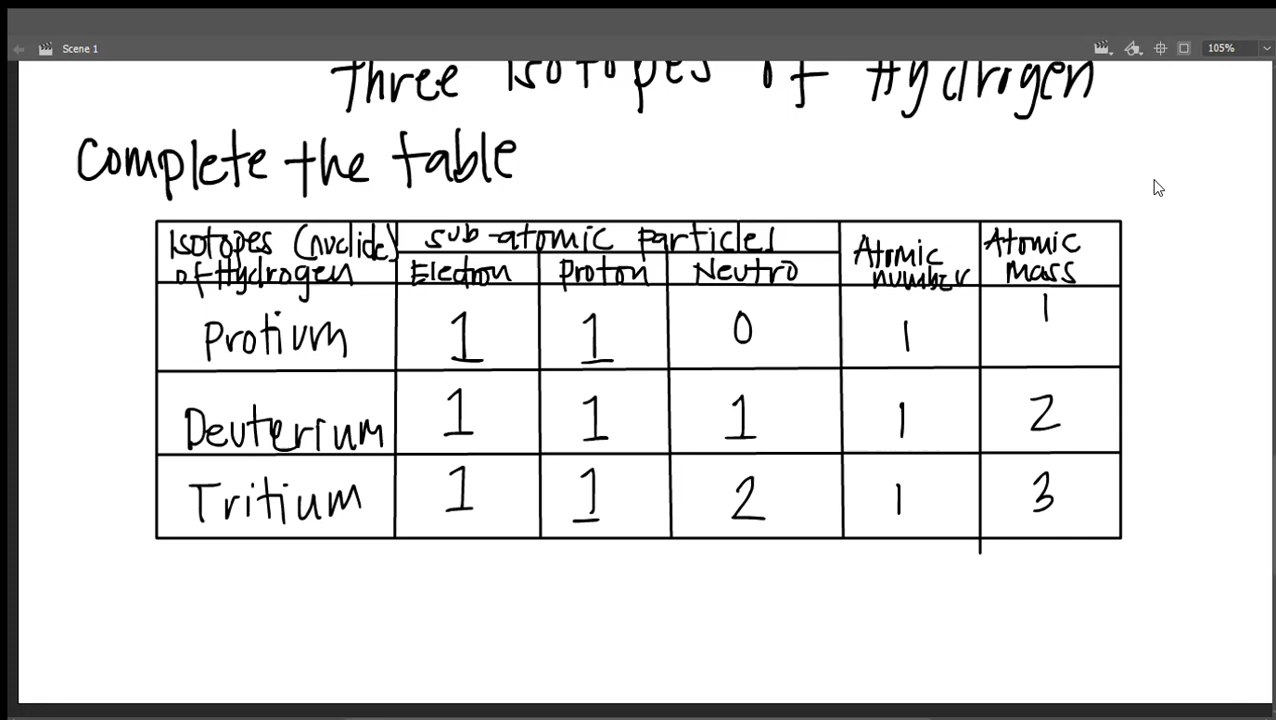 Scene 1
105%
Three Isotopes of Hydrogen
Complete the table
Isotopes (nuclide) of Hydrogen
sub-atomic particles
Atomic number
Atomic mass
Electron Proton Neutro
Protium 1 1 0 1 1
Deuterium 1 1 1 1 2
Tritium 1 1 2 1 3